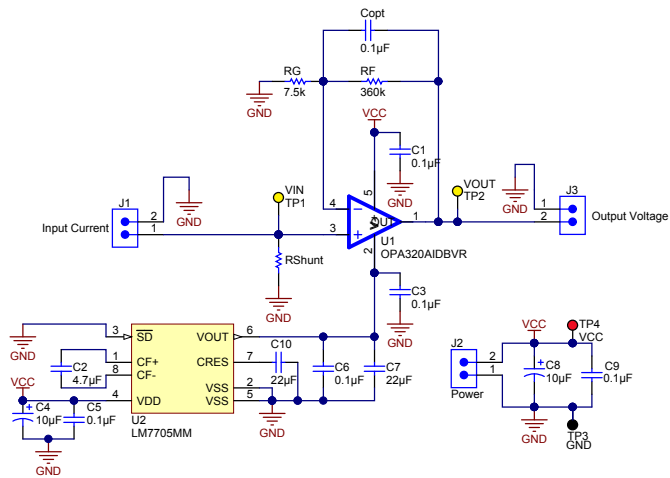 Copt
0.1µF
RG
7.5k
RF
360k
GND
VCC
C1
0.1µF
GND
J1
2
1
Input Current
GND
VIN
TP1
4
3
5
2
1
V+
OUT
U1
OPA320AIDBVR
VOUT
TP2
GND
J3
1
2
Output Voltage
RShunt
GND
C3
0.1µF
GND
GND
3
SD
VOUT
6
1
CF+
CRES
7
8
CF-
VSS
2
4
VDD
VSS
5
U2
LM7705MM
C2
4.7µF
VCC
C4
10µF
C5
0.1µF
GND
C10
22µF
C6
0.1µF
C7
22µF
GND
J2
2
1
Power
VCC
TP4
VCC
C8
10µF
C9
0.1µF
GND
TP3
GND